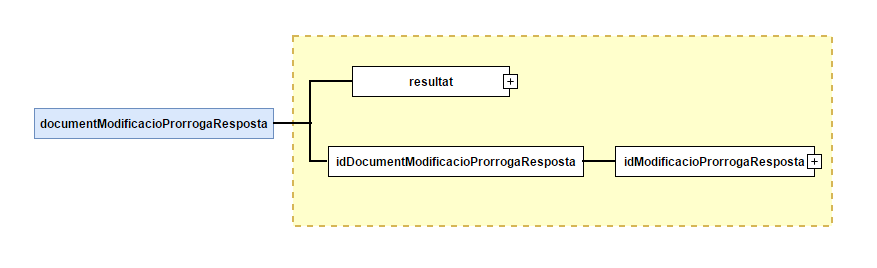 resultat
documentModificacioProrrogaResposta
idDocumentModificacioProrrogaResposta
idModificacioProrrogaResposta